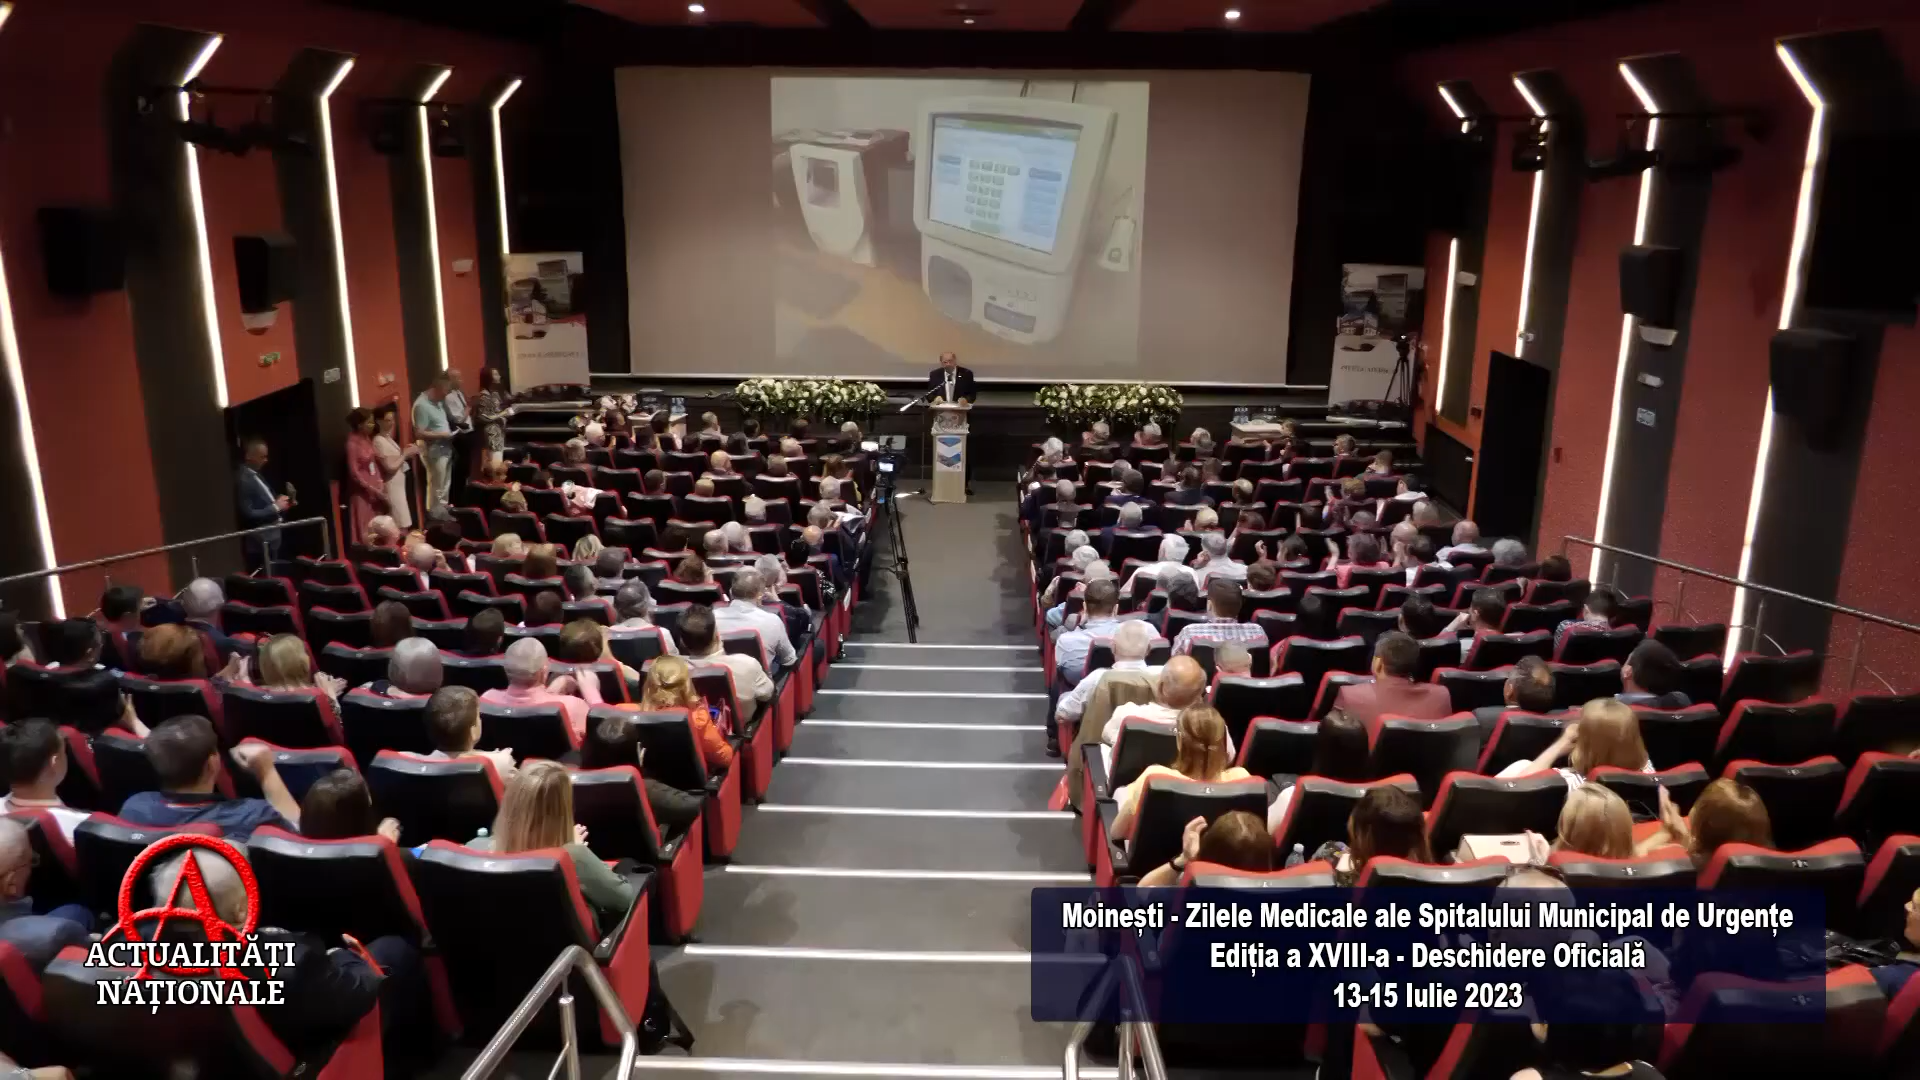 ACTUALITĂȚI
NAȚIONALE
Moinești - Zilele Medicale ale Spitalului Municipal de Urgențe
Ediția a XVIII-a - Deschidere Oficială
13-15 Iulie 2023